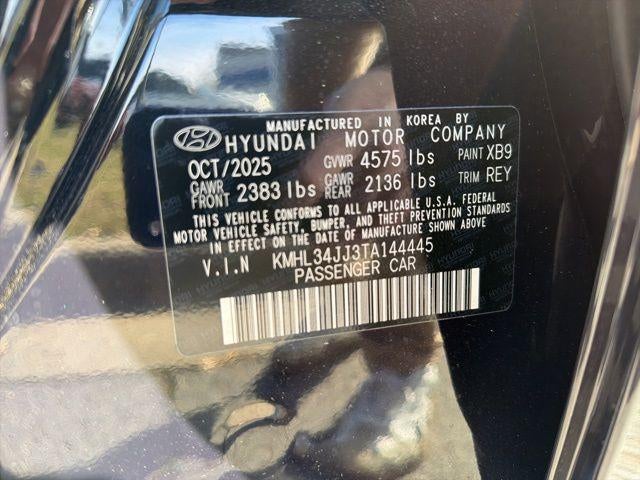 MANUFACTURED IN KOREA BY
HYUNDAI MOTOR COMPANY
OCT/2025 GVWR 4575 lbs PAINT XB9
GAWR FRONT 2383 lbs GAWR REAR 2136 lbs TRIM REY
THIS VEHICLE CONFORMS TO ALL APPLICABLE U.S.A. FEDERAL
MOTOR VEHICLE SAFETY, BUMPER, AND THEFT PREVENTION STANDARDS
IN EFFECT ON THE DATE OF MANUFACTURE SHOWN ABOVE
V.I.N KMHL34JJ3TA144445
PASSENGER CAR